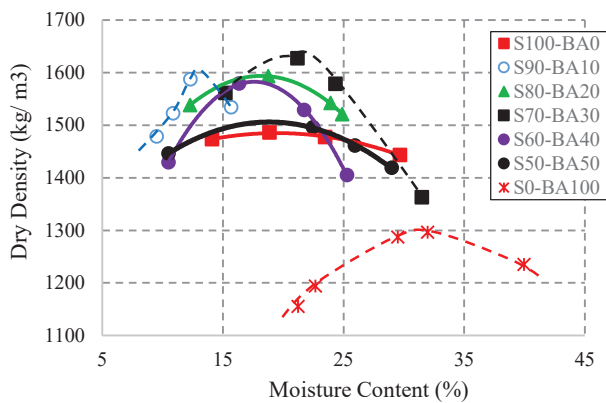 1700
1600
1500
1400
1300
1200
1100
Dry Density (kg/ m3)
5
15
25
35
45
Moisture Content (%)
S100-BA0
S90-BA10
S80-BA20
S70-BA30
S60-BA40
S50-BA50
S0-BA100